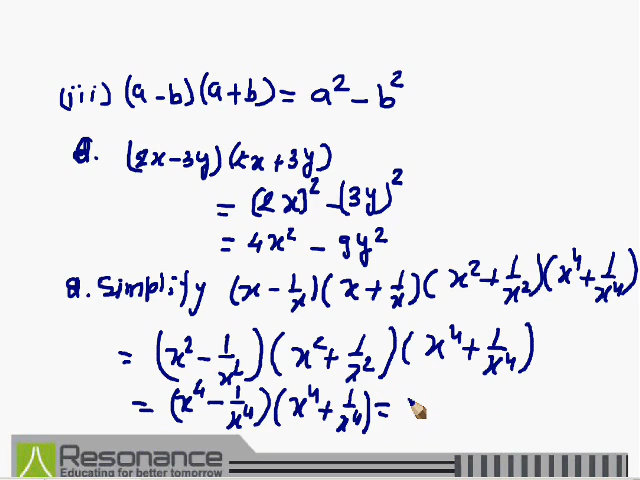 (iii) (a-b)(a+b) = a² - b²
Q. (2x-3y)(2x+3y)
= (2x)² - (3y)²
= 4x² - 9y²
Q. Simplify (x - 1/x)(x + 1/x)(x² + 1/x²)(x⁴ + 1/x⁴)
= (x² - 1/x²)(x² + 1/x²)(x⁴ + 1/x⁴)
= (x⁴ - 1/x⁴)(x⁴ + 1/x⁴) =
Resonance
Educating for better tomorrow